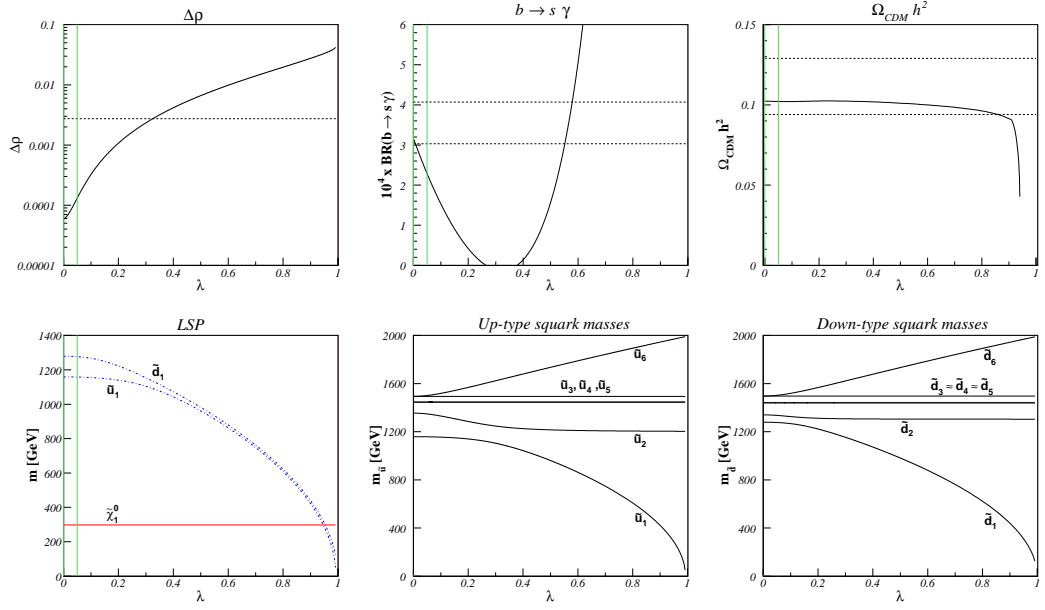 Δρ
0.1
0.01
0.001
0.0001
0.00001
Δρ
0 0.2 0.4 0.6 0.8 1
λ
b → s γ
6
5
4
3
2
1
0
10⁴ x BR(b → s γ)
0 0.2 0.4 0.6 0.8 1
λ
Ω_CDM h²
0.15
0.1
0.05
0
Ω_CDM h²
0 0.2 0.4 0.6 0.8 1
λ
LSP
1400
1200
1000
800
600
400
200
0
m [GeV]
d̃₁
ũ₁
χ̃₁⁰
0 0.2 0.4 0.6 0.8 1
λ
Up-type squark masses
2000
1600
1200
800
400
0
m_ũ [GeV]
ũ₆
ũ₃, ũ₄ ,ũ₅
ũ₂
ũ₁
0 0.2 0.4 0.6 0.8 1
λ
Down-type squark masses
2000
1600
1200
800
400
0
m_d̃ [GeV]
d̃₆
d̃₃ ≈ d̃₄ ≈ d̃₅
d̃₂
d̃₁
0 0.2 0.4 0.6 0.8 1
λ